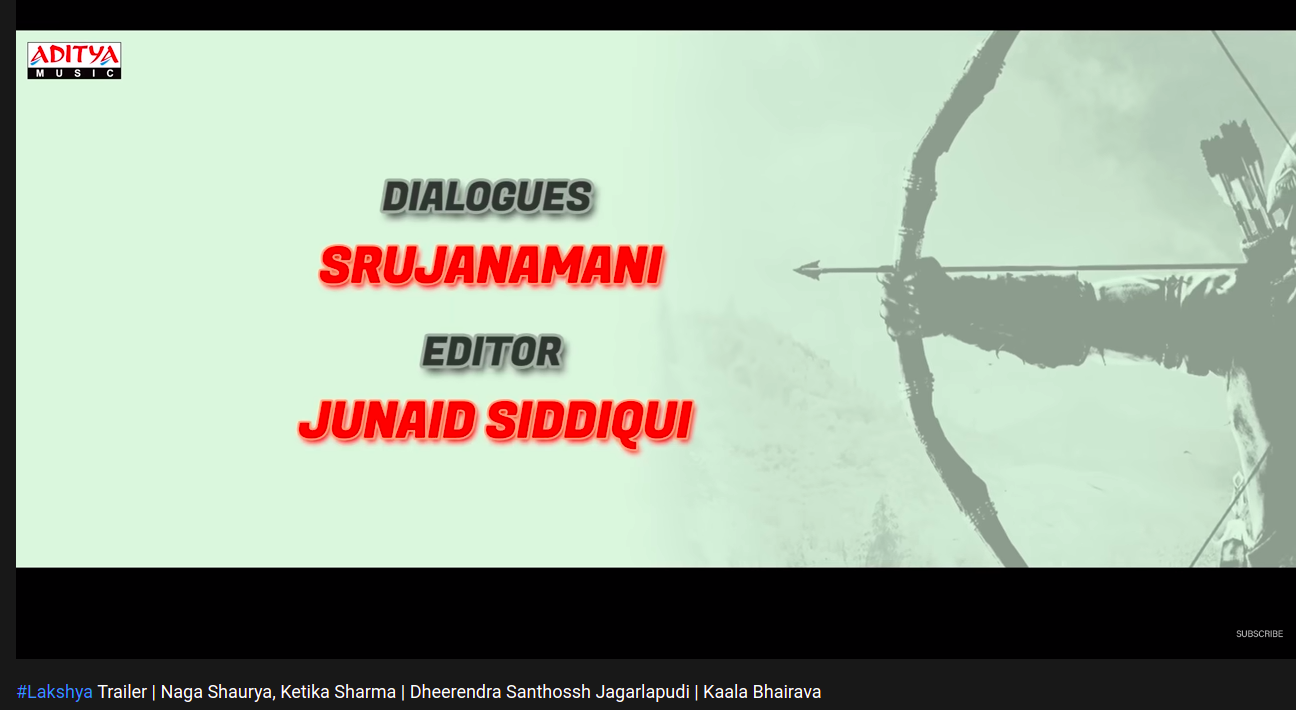 ADITYA
MUSIC
DIALOGUES
SRUJANAMANI
EDITOR
JUNAID SIDDIQUI
SUBSCRIBE
#Lakshya Trailer | Naga Shaurya, Ketika Sharma | Dheerendra Santhossh Jagarlapudi | Kaala Bhairava